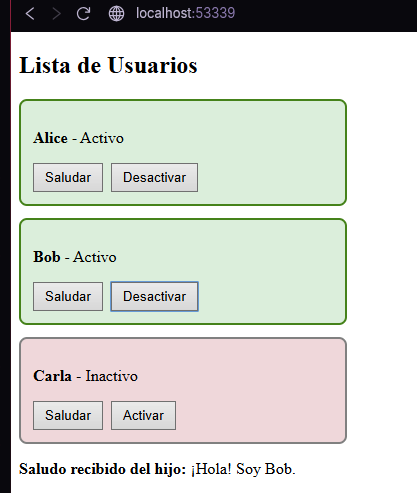 localhost:53339
Lista de Usuarios
Alice - Activo
Saludar Desactivar
Bob - Activo
Saludar Desactivar
Carla - Inactivo
Saludar Activar
Saludo recibido del hijo: ¡Hola! Soy Bob.